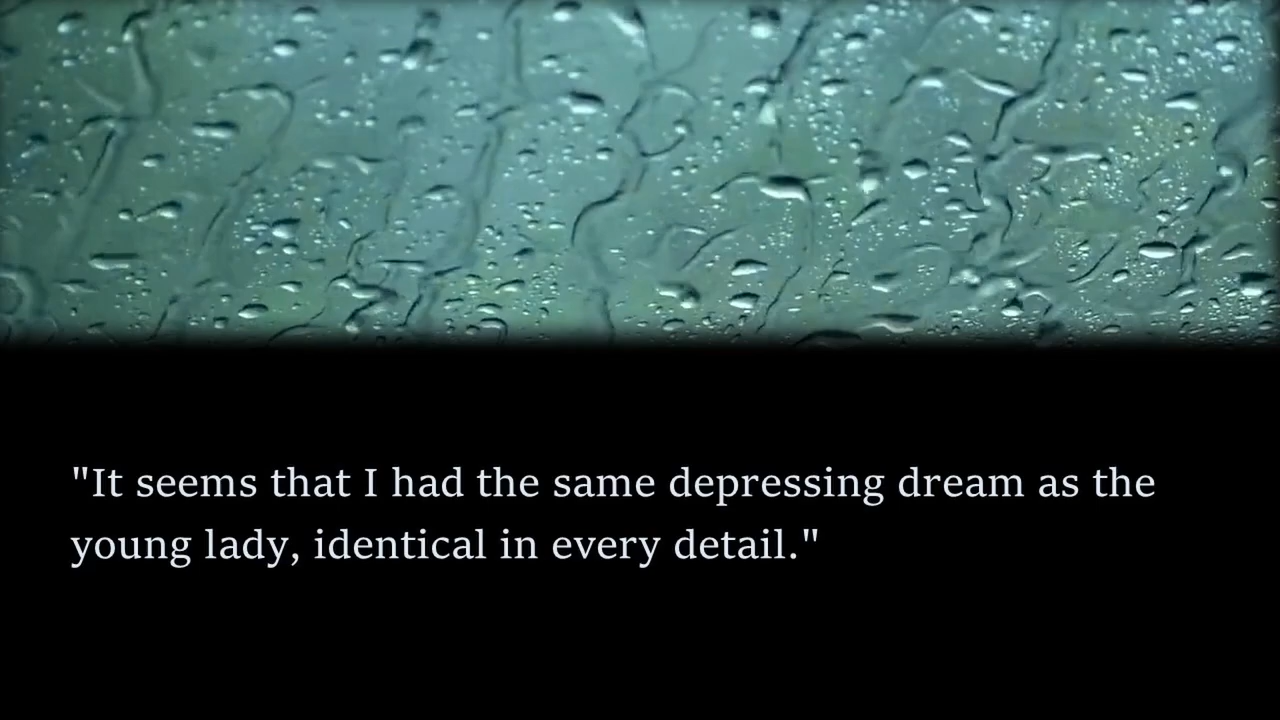 "It seems that I had the same depressing dream as the
young lady, identical in every detail."